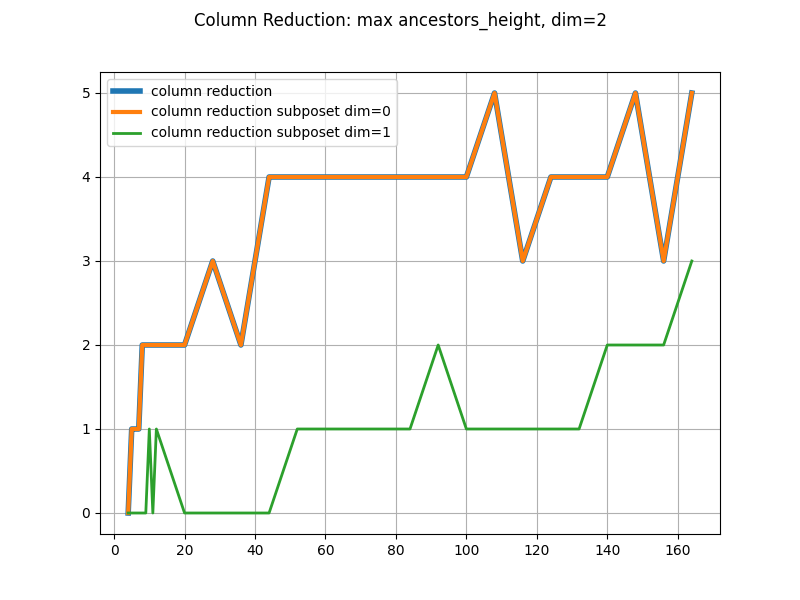 Column Reduction: max ancestors_height, dim=2
column reduction
column reduction subposet dim=0
column reduction subposet dim=1
5
4
3
2
1
0
0 20 40 60 80 100 120 140 160